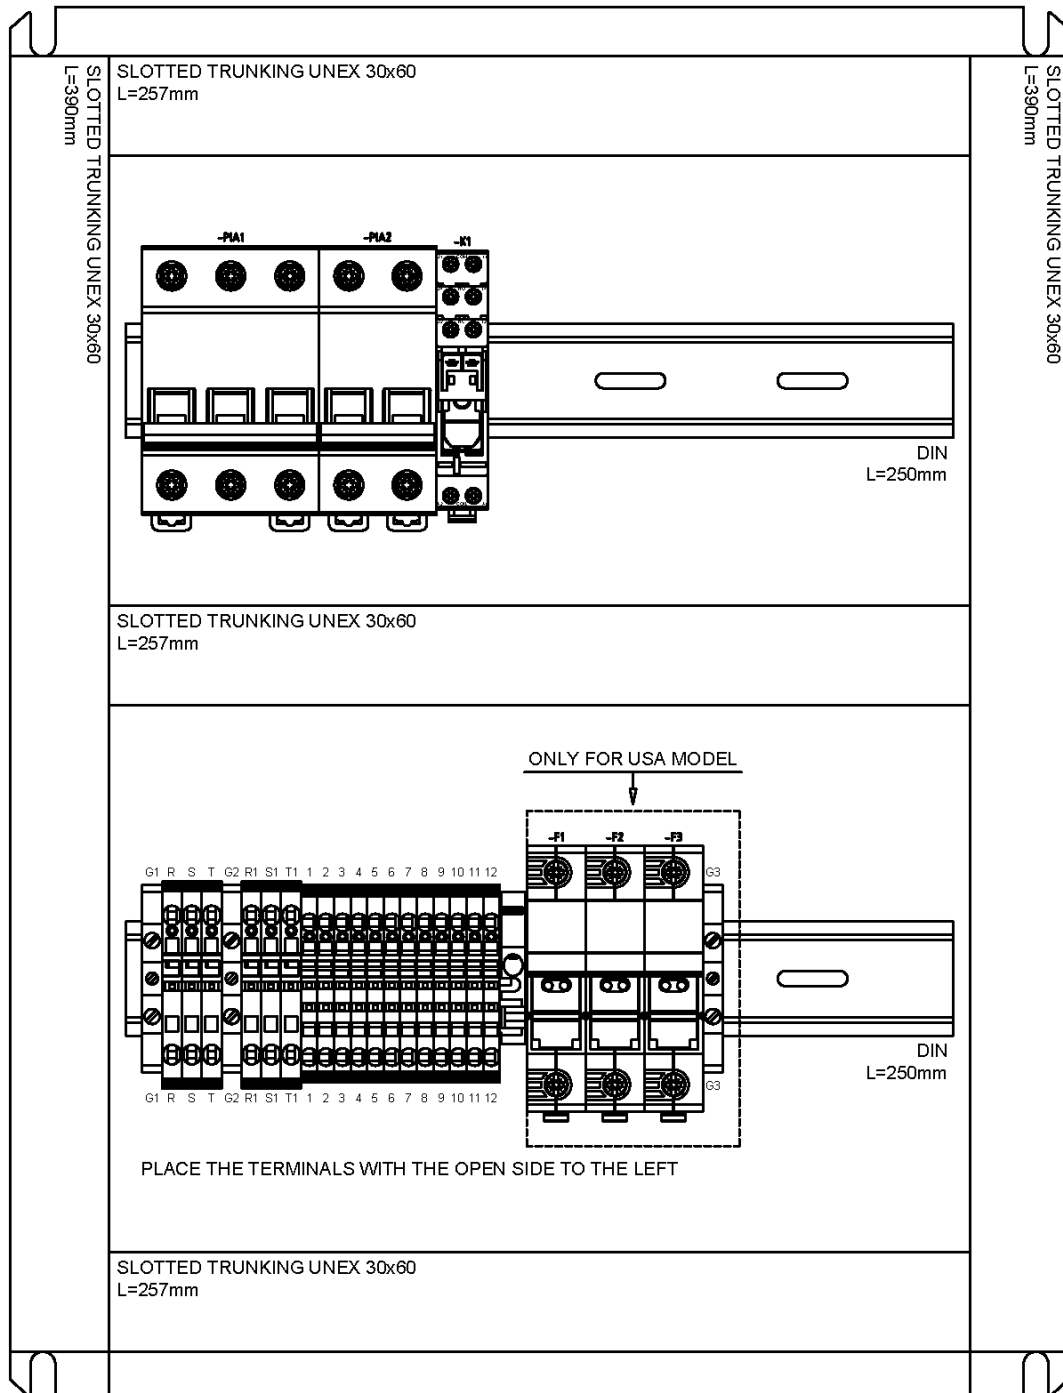 SLOTTED TRUNKING UNEX 30x60
L=390mm
SLOTTED TRUNKING UNEX 30x60
L=257mm
SLOTTED TRUNKING UNEX 30x60
L=390mm
-PIA1
-PIA2
-K1
DIN
L=250mm
SLOTTED TRUNKING UNEX 30x60
L=257mm
ONLY FOR USA MODEL
-F1
-F2
-F3
G1 R S T G2 R1 S1 T1 1 2 3 4 5 6 7 8 9 10 11 12
G3
DIN
L=250mm
G1 R S T G2 R1 S1 T1 1 2 3 4 5 6 7 8 9 10 11 12
G3
PLACE THE TERMINALS WITH THE OPEN SIDE TO THE LEFT
SLOTTED TRUNKING UNEX 30x60
L=257mm